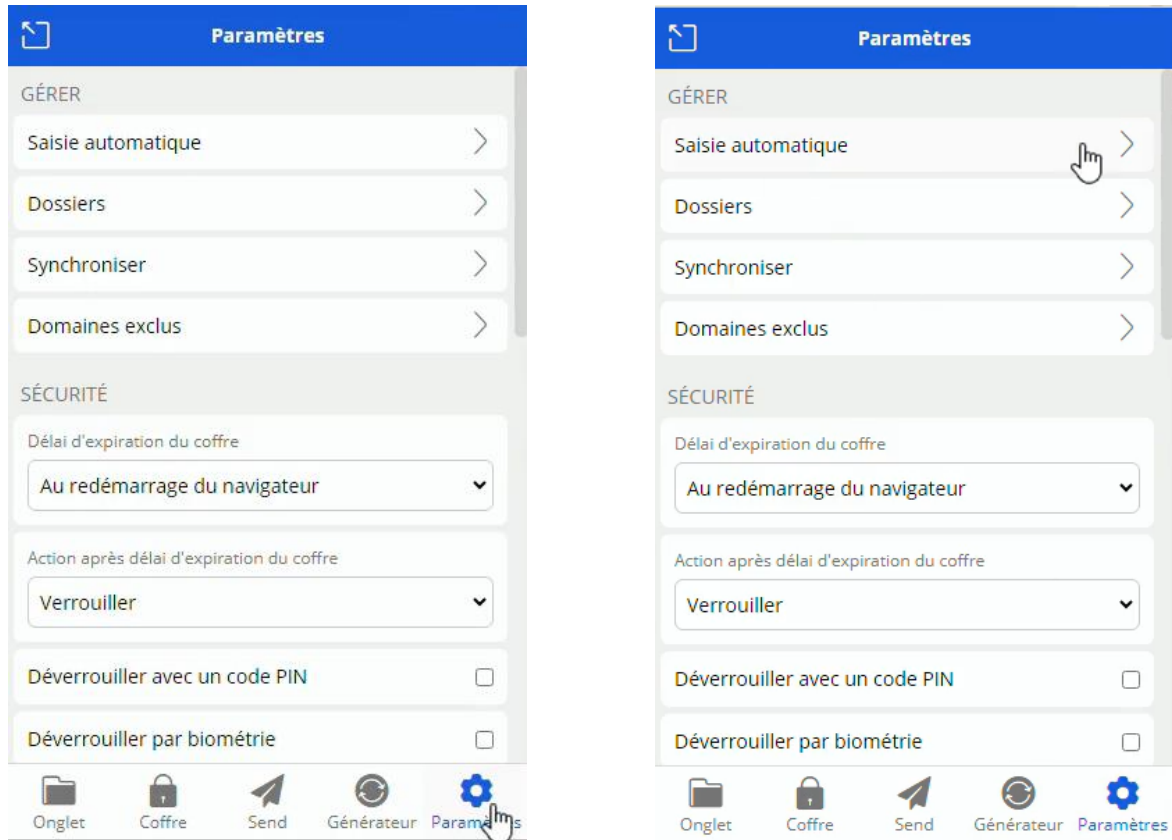 Paramètres
GÉRER
Saisie automatique
Dossiers
Synchroniser
Domaines exclus
SÉCURITÉ
Délai d'expiration du coffre
Au redémarrage du navigateur
Action après délai d'expiration du coffre
Verrouiller
Déverrouiller avec un code PIN
Déverrouiller par biométrie
Onglet Coffre Send Générateur Paramètres
Paramètres
GÉRER
Saisie automatique
Dossiers
Synchroniser
Domaines exclus
SÉCURITÉ
Délai d'expiration du coffre
Au redémarrage du navigateur
Action après délai d'expiration du coffre
Verrouiller
Déverrouiller avec un code PIN
Déverrouiller par biométrie
Onglet Coffre Send Générateur Paramètres